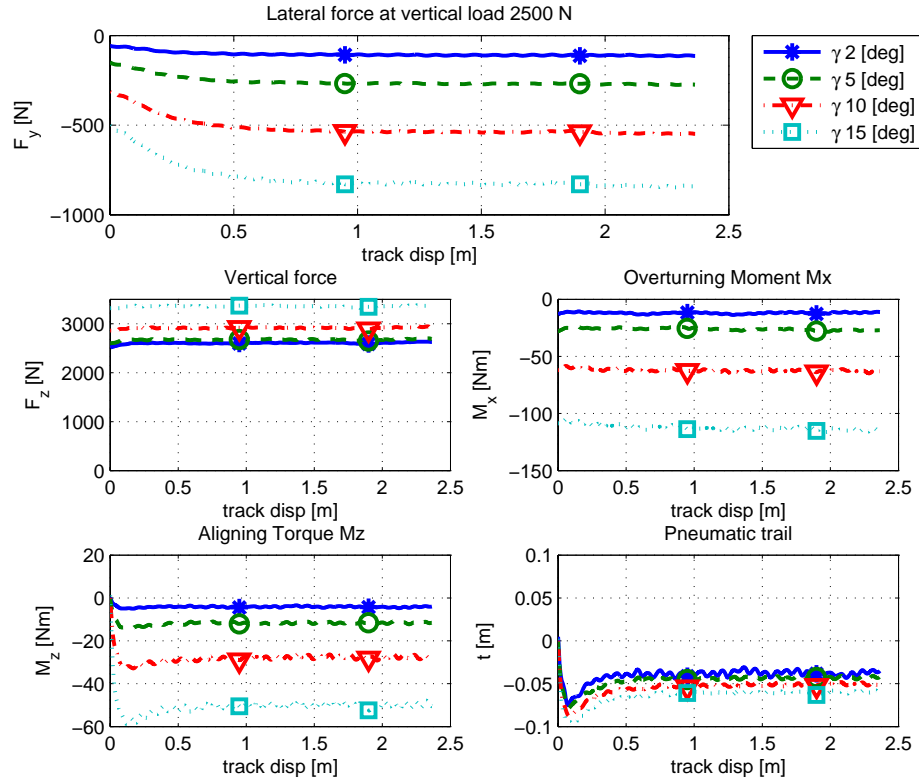 Lateral force at vertical load 2500 N
0
−500
−1000
F_y [N]
0
0.5
1
1.5
2
2.5
track disp [m]
γ 2 [deg]
γ 5 [deg]
γ 10 [deg]
γ 15 [deg]
Vertical force
3000
2000
1000
0
F_z [N]
0
0.5
1
1.5
2
2.5
track disp [m]
Overturning Moment Mx
0
−50
−100
−150
M_x [Nm]
0
0.5
1
1.5
2
2.5
track disp [m]
Aligning Torque Mz
20
0
−20
−40
−60
M_z [Nm]
0
0.5
1
1.5
2
2.5
track disp [m]
Pneumatic trail
0.1
0.05
0
−0.05
−0.1
t [m]
0
0.5
1
1.5
2
2.5
track disp [m]